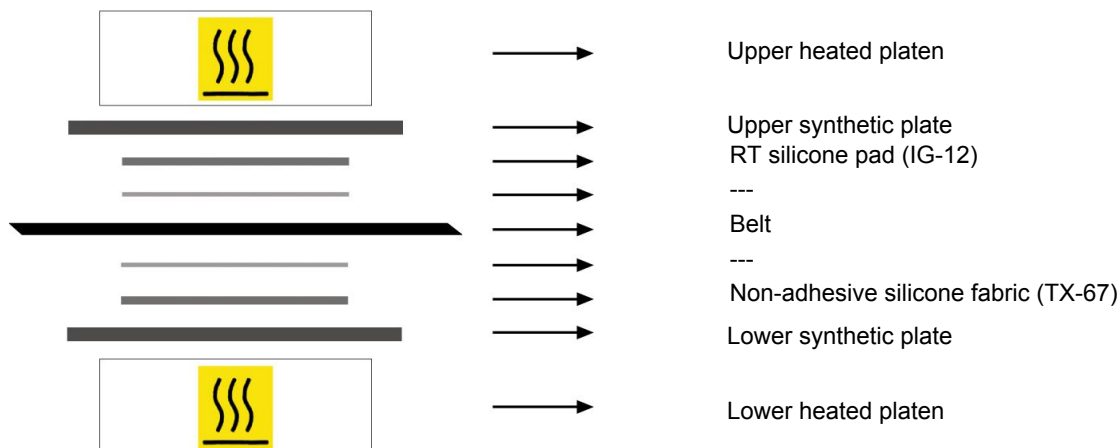 Upper heated platen
Upper synthetic plate
RT silicone pad (IG-12)
---
Belt
---
Non-adhesive silicone fabric (TX-67)
Lower synthetic plate
Lower heated platen